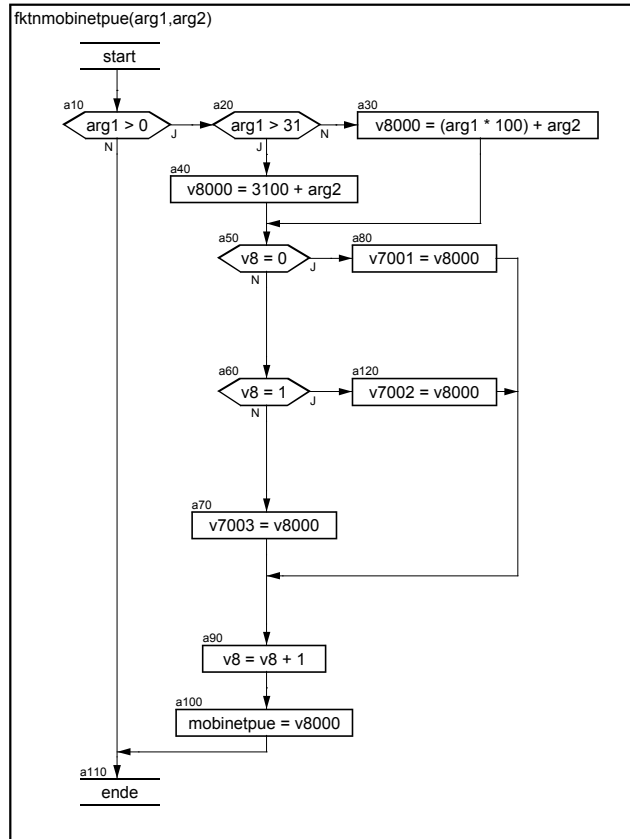 fktnmobinetpue(arg1,arg2)
start
a10
arg1 > 0
J
N
a20
arg1 > 31
N
J
a30
v8000 = (arg1 * 100) + arg2
a40
v8000 = 3100 + arg2
a50
v8 = 0
J
N
a80
v7001 = v8000
a60
v8 = 1
J
N
a120
v7002 = v8000
a70
v7003 = v8000
a90
v8 = v8 + 1
a100
mobinetpue = v8000
a110
ende